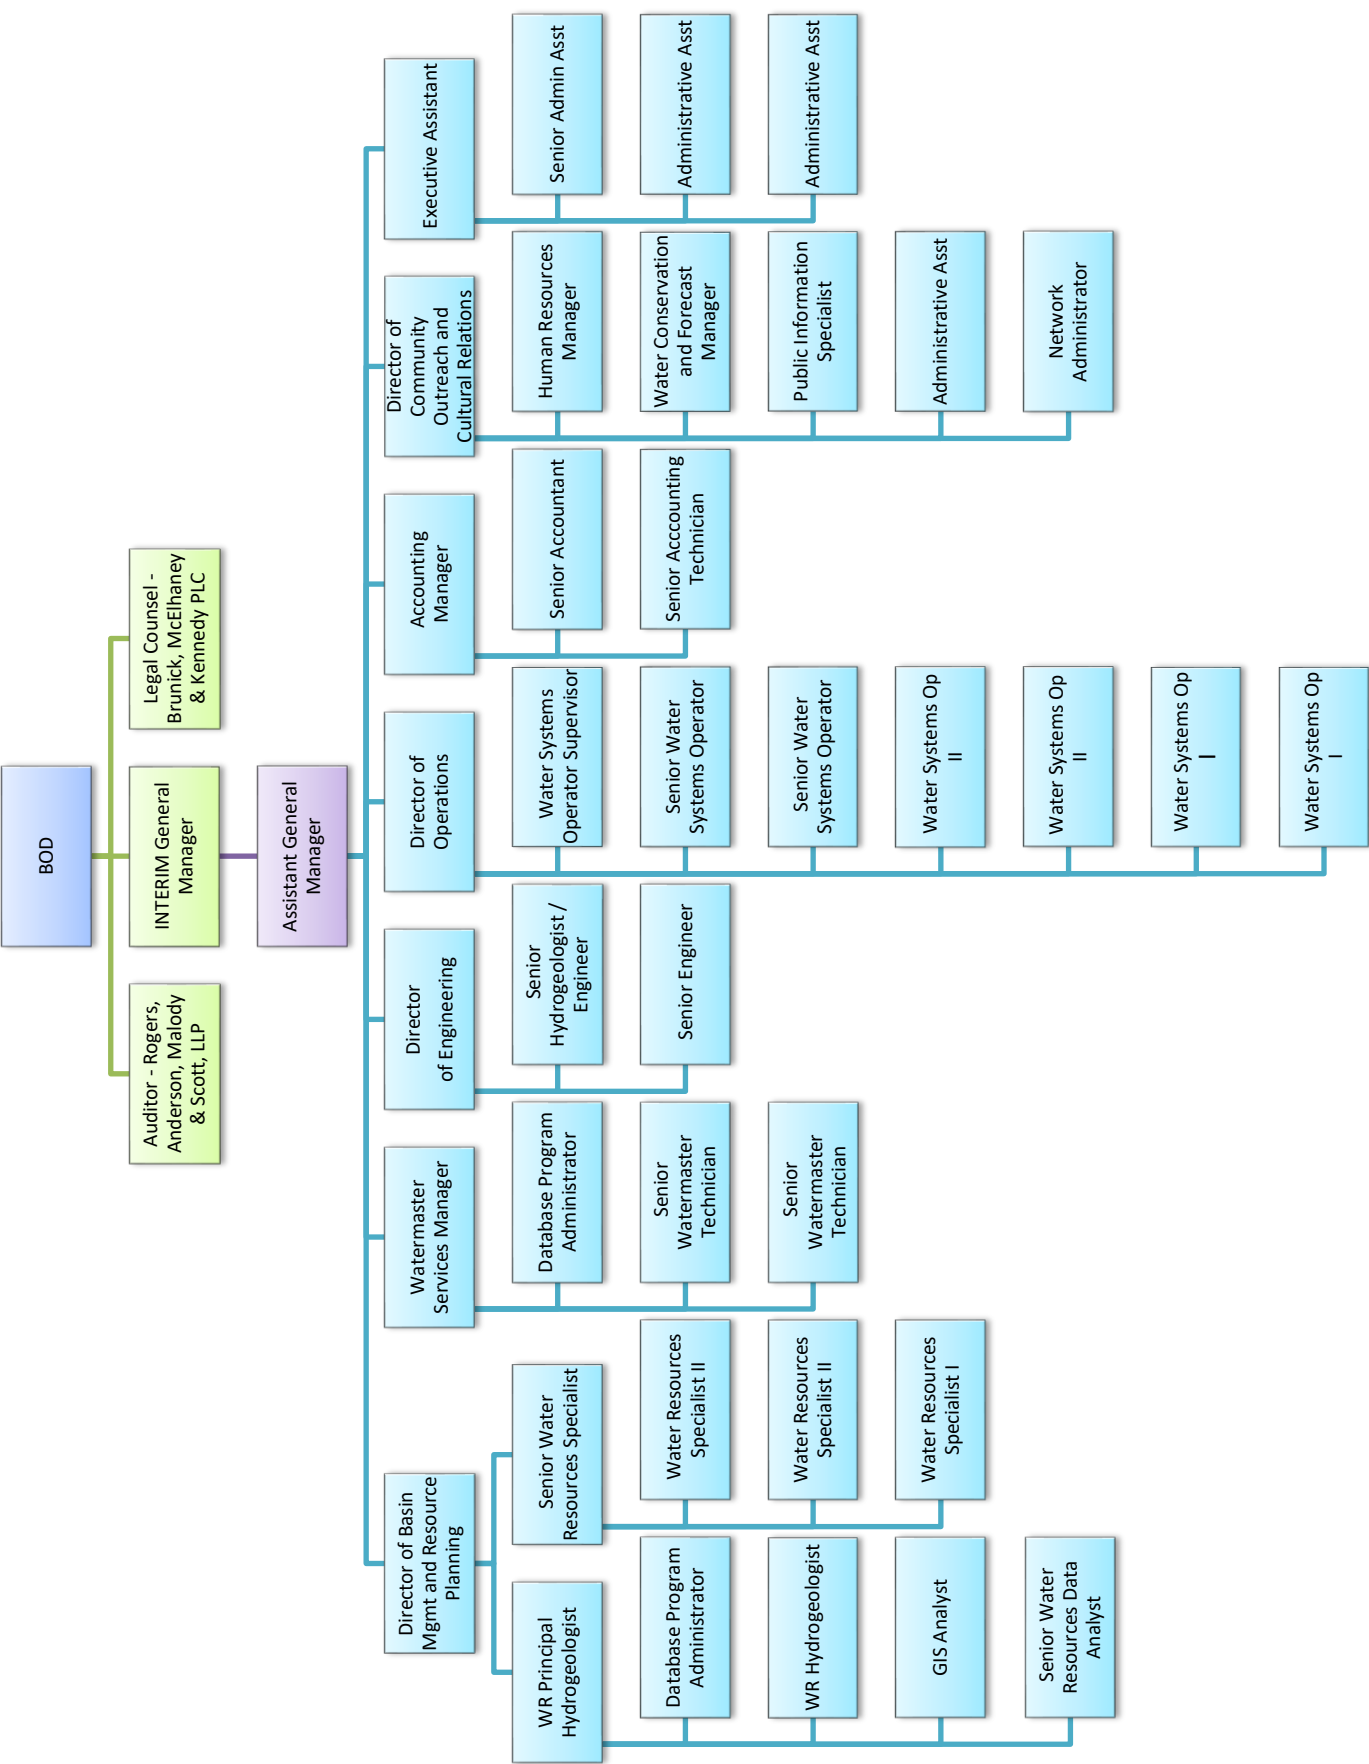 BOD
Auditor - Rogers,
Anderson, Malody
& Scott, LLP
INTERIM General
Manager
Legal Counsel -
Brunick, McElhaney
& Kennedy PLC
Assistant General
Manager
Director of Basin
Mgmt and Resource
Planning
WR Principal
Hydrogeologist
Database Program
Administrator
WR Hydrogeologist
GIS Analyst
Senior Water
Resources Data
Analyst
Senior Water
Resources Specialist
Water Resources
Specialist II
Water Resources
Specialist II
Water Resources
Specialist I
Watermaster
Services Manager
Database Program
Administrator
Senior
Watermaster
Technician
Senior
Watermaster
Technician
Director
of Engineering
Senior
Hydrogeologist /
Engineer
Senior Engineer
Director of
Operations
Water Systems
Operator Supervisor
Senior Water
Systems Operator
Senior Water
Systems Operator
Water Systems Op
II
Water Systems Op
II
Water Systems Op
I
Water Systems Op
I
Accounting
Manager
Senior Accountant
Senior Accounting
Technician
Director of
Community
Outreach and
Cultural Relations
Human Resources
Manager
Water Conservation
and Forecast
Manager
Public Information
Specialist
Administrative Asst
Network
Administrator
Executive Assistant
Senior Admin Asst
Administrative Asst
Administrative Asst